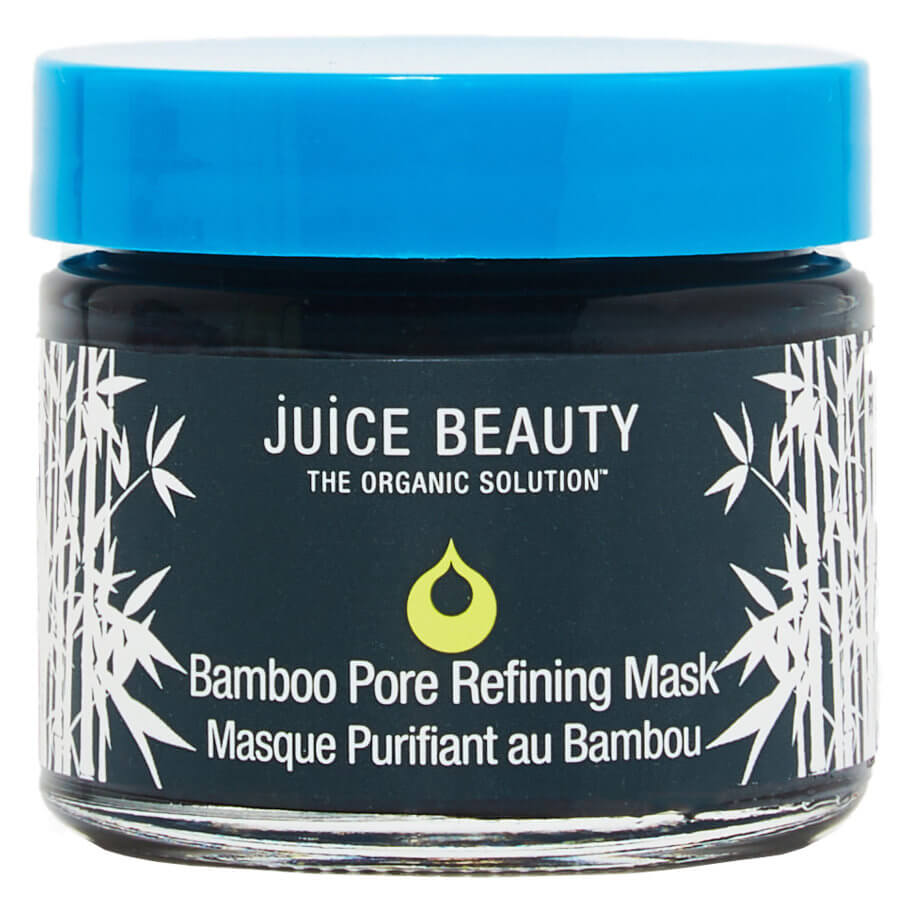 juice BEAUTY
THE ORGANIC SOLUTION™
Bamboo Pore Refining Mask
Masque Purifiant au Bambou